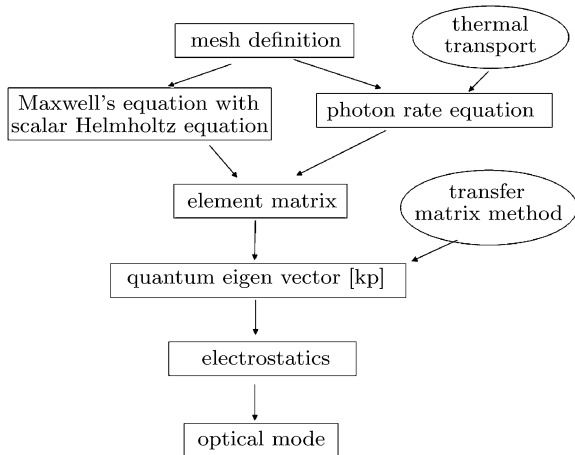 mesh definition
thermal
transport
Maxwell's equation with
scalar Helmholtz equation
photon rate equation
element matrix
transfer
matrix method
quantum eigen vector [kp]
electrostatics
optical mode